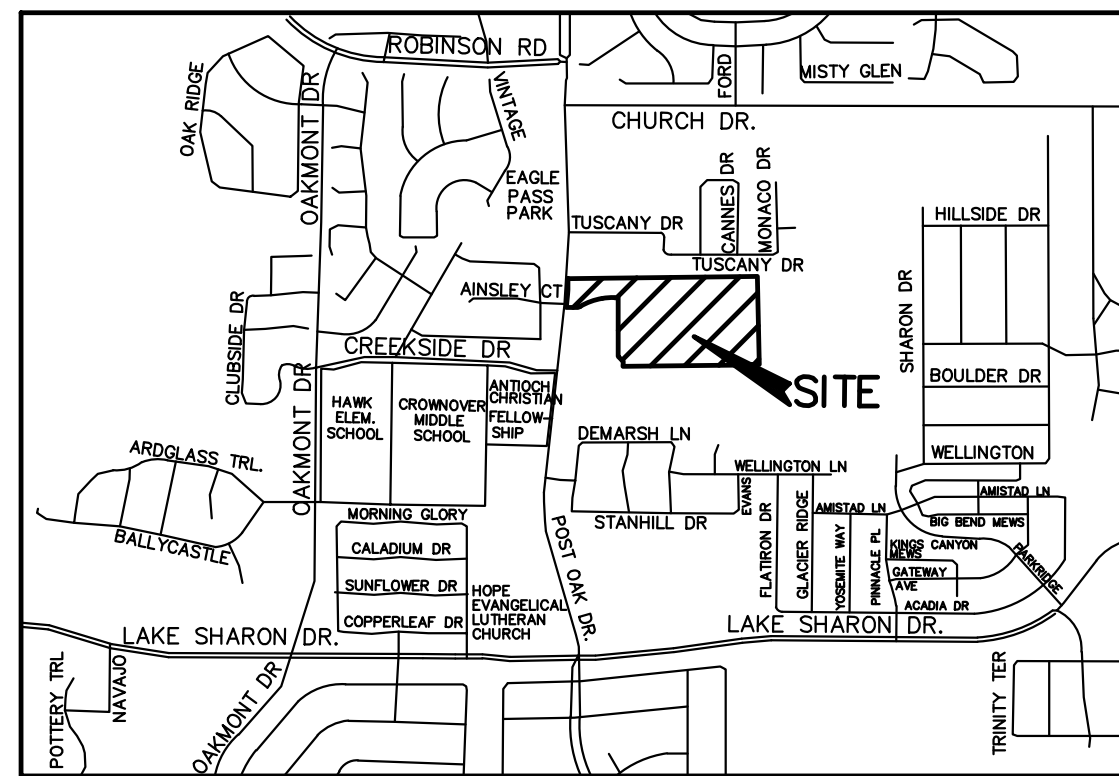 ROBINSON RD
OAK RIDGE
OAKMONT DR
VINTAGE
EAGLE
PASS
PARK
FORD
MISTY GLEN
CHURCH DR.
TUSCANY DR
CANNES DR
MONACO DR
TUSCANY DR
HILLSIDE DR
SHARON DR
AINSLEY CT
CLUBSIDE DR
CREEKSIDE DR
SITE
BOULDER DR
OAKMONT DR
HAWK
ELEM.
SCHOOL
CROWNOVER
MIDDLE
SCHOOL
ANTIOCH
CHRISTIAN
FELLOW-
SHIP
DEMARSH LN
WELLINGTON
ARDGLASS TRL.
WELLINGTON LN
EVANS
STANHILL DR
FLATIRON DR
GLACIER RIDGE
AMISTAD LN
AMISTAD LN
BIG BEND MEWS
YOSEMITE WAY
PINNACLE PL
KINGS CANYON
MEWS
GATEWAY
AVE
PARKRIDGE
ACADIA DR
BALLYCASTLE
MORNING GLORY
CALADIUM DR
SUNFLOWER DR
COPPERLEAF DR
HOPE
EVANGELICAL
LUTHERAN
CHURCH
POST OAK DR.
LAKE SHARON DR.
LAKE SHARON DR.
POTTERY TRL
NAVAJO
OAKMONT DR
TRINITY TER